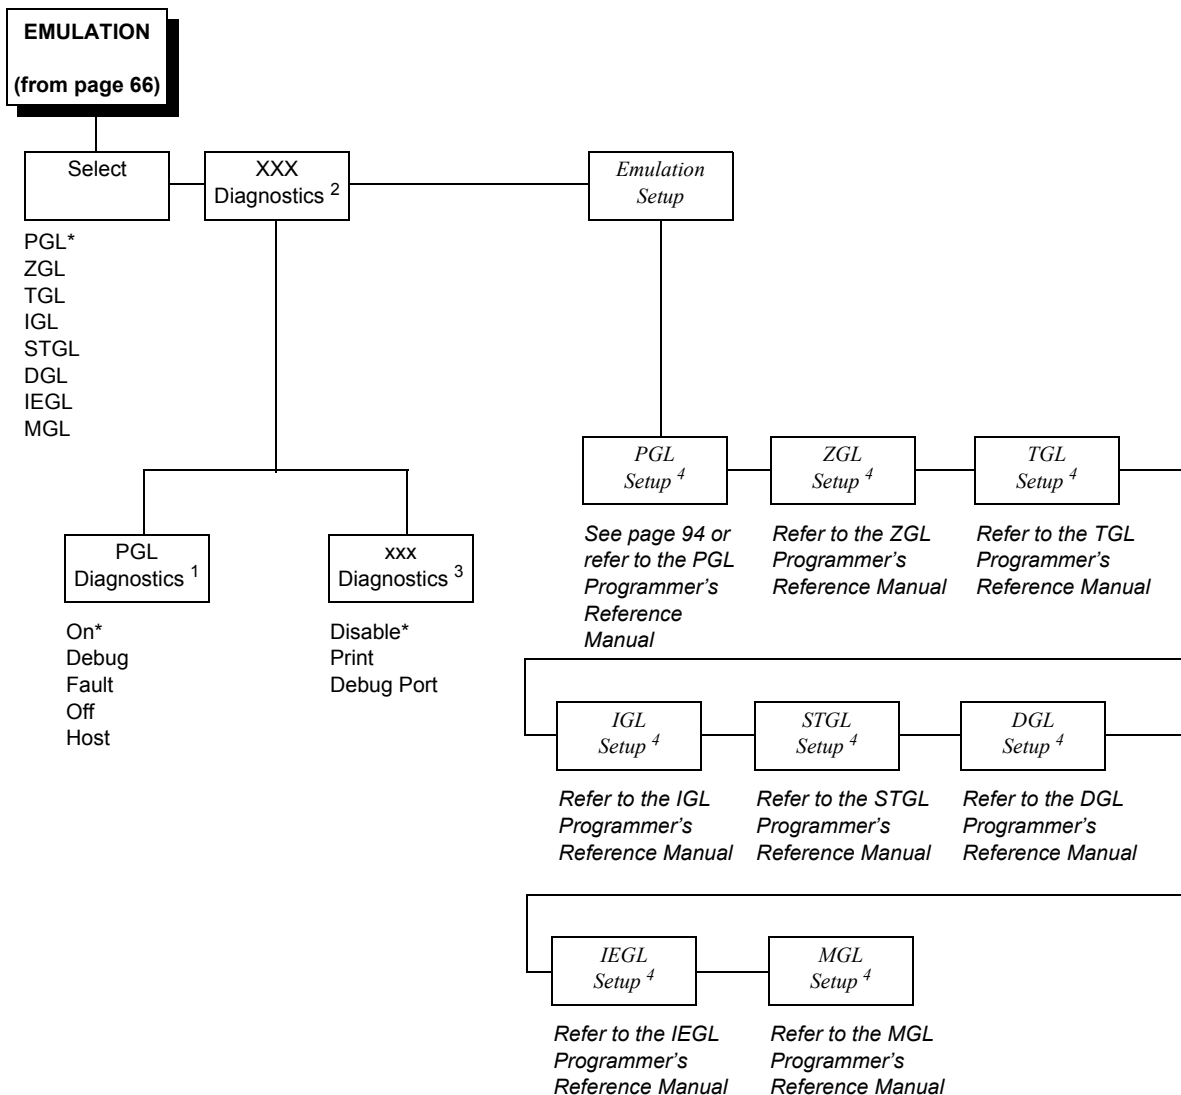 EMULATION
(from page 66)
Select
XXX
Diagnostics 2
Emulation
Setup
PGL*
ZGL
TGL
IGL
STGL
DGL
IEGL
MGL
PGL
Diagnostics 1
On*
Debug
Fault
Off
Host
xxx
Diagnostics 3
Disable*
Print
Debug Port
PGL
Setup 4
See page 94 or
refer to the PGL
Programmer’s
Reference
Manual
ZGL
Setup 4
Refer to the ZGL
Programmer’s
Reference Manual
TGL
Setup 4
Refer to the TGL
Programmer’s
Reference Manual
IGL
Setup 4
Refer to the IGL
Programmer’s
Reference Manual
STGL
Setup 4
Refer to the STGL
Programmer’s
Reference Manual
DGL
Setup 4
Refer to the DGL
Programmer’s
Reference Manual
IEGL
Setup 4
Refer to the IEGL
Programmer’s
Reference Manual
MGL
Setup 4
Refer to the MGL
Programmer’s
Reference Manual